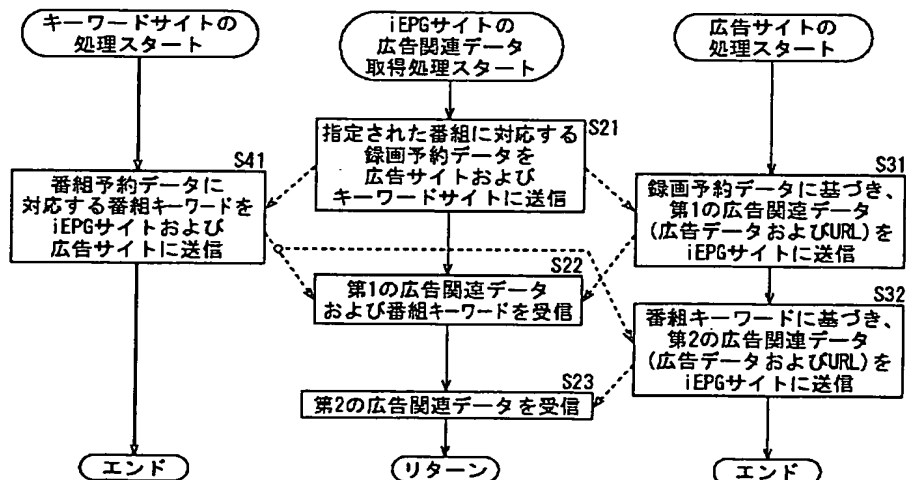 キーワードサイトの
処理スタート
S41
番組予約データに
対応する番組キーワードを
iEPGサイトおよび
広告サイトに送信
エンド
iEPGサイトの
広告関連データ
取得処理スタート
S21
指定された番組に対応する
録画予約データを
広告サイトおよび
キーワードサイトに送信
S22
第1の広告関連データ
および番組キーワードを受信
S23
第2の広告関連データを受信
リターン
広告サイトの
処理スタート
S31
録画予約データに基づき、
第1の広告関連データ
(広告データおよびURL)を
iEPGサイトに送信
S32
番組キーワードに基づき、
第2の広告関連データ
(広告データおよびURL)を
iEPGサイトに送信
エンド